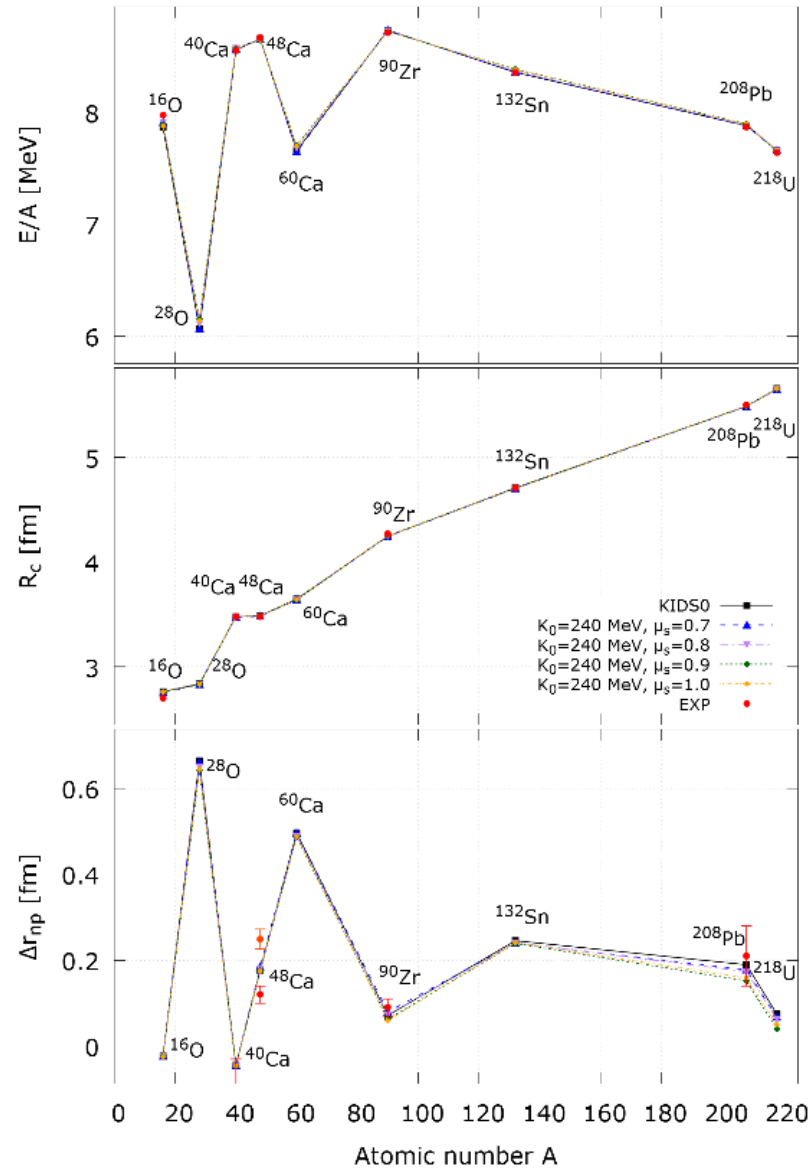 ⁴⁰Ca
⁴⁸Ca
¹⁶O
⁹⁰Zr
¹³²Sn
²⁰⁸Pb
⁶⁰Ca
²¹⁸U
²⁸O
8
7
6
E/A [MeV]
²⁰⁸Pb
²¹⁸U
¹³²Sn
⁹⁰Zr
⁴⁰Ca ⁴⁸Ca
⁶⁰Ca
¹⁶O
²⁸O
5
4
3
R_c [fm]
KIDS0
K₀=240 MeV, μₛ=0.7
K₀=240 MeV, μₛ=0.8
K₀=240 MeV, μₛ=0.9
K₀=240 MeV, μₛ=1.0
EXP
²⁸O
⁶⁰Ca
¹³²Sn
²⁰⁸Pb
²¹⁸U
⁴⁸Ca
⁹⁰Zr
¹⁶O
⁴⁰Ca
0.6
0.4
0.2
0
Δr_np [fm]
0 20 40 60 80 100 120 140 160 180 200 220
Atomic number A